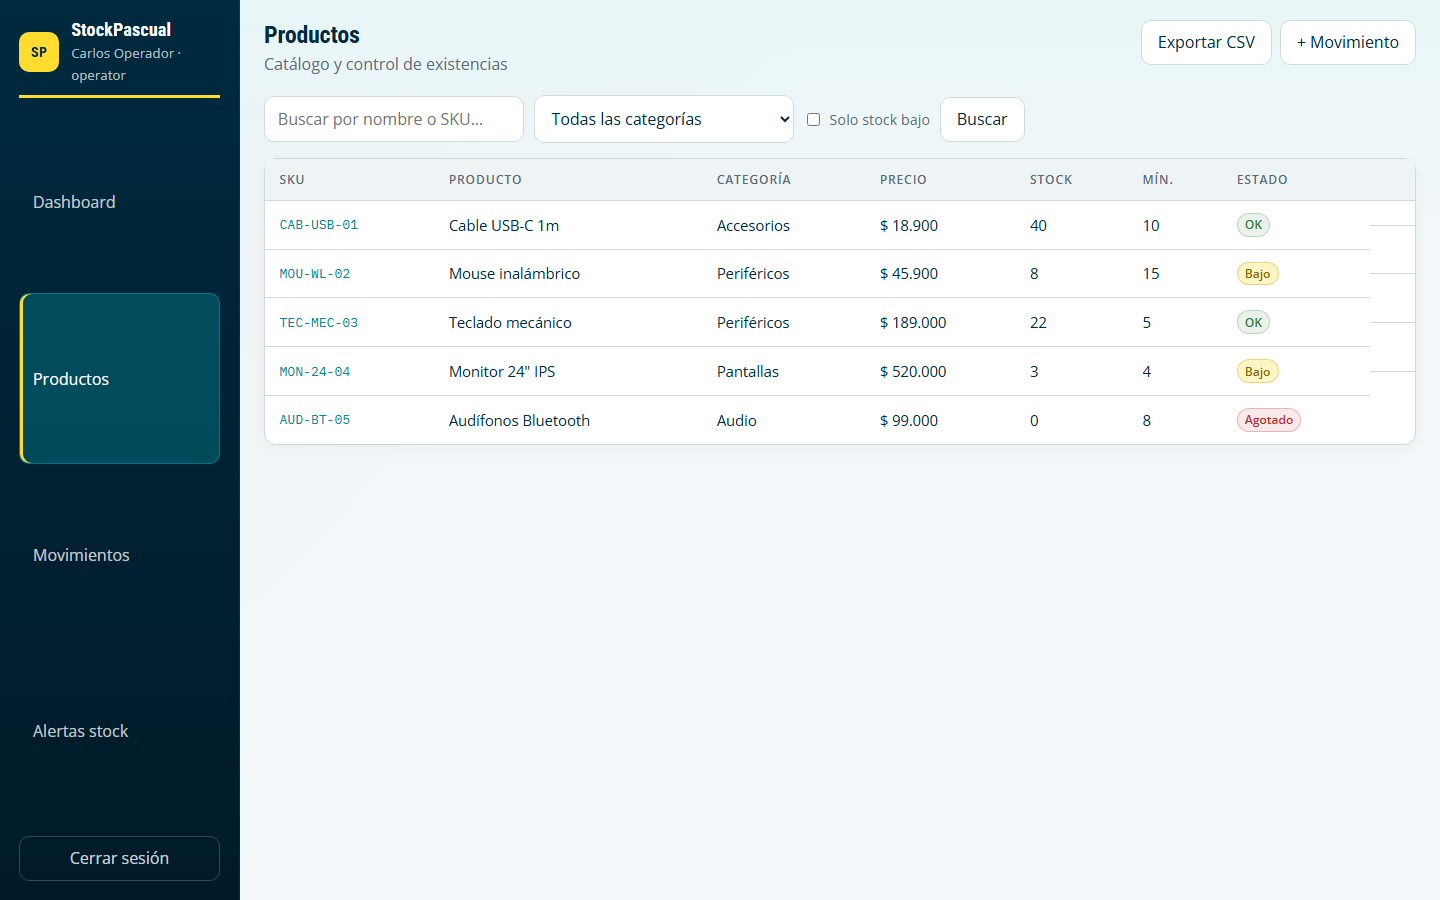 SP
StockPascual
Carlos Operador ·
operator
Dashboard
Productos
Movimientos
Alertas stock
Cerrar sesión
Productos
Catálogo y control de existencias
Exportar CSV
+ Movimiento
Buscar por nombre o SKU...
Todas las categorías
Solo stock bajo
Buscar
SKU PRODUCTO CATEGORÍA PRECIO STOCK MÍN. ESTADO
CAB-USB-01 Cable USB-C 1m Accesorios $ 18.900 40 10 OK
MOU-WL-02 Mouse inalámbrico Periféricos $ 45.900 8 15 Bajo
TEC-MEC-03 Teclado mecánico Periféricos $ 189.000 22 5 OK
MON-24-04 Monitor 24" IPS Pantallas $ 520.000 3 4 Bajo
AUD-BT-05 Audífonos Bluetooth Audio $ 99.000 0 8 Agotado